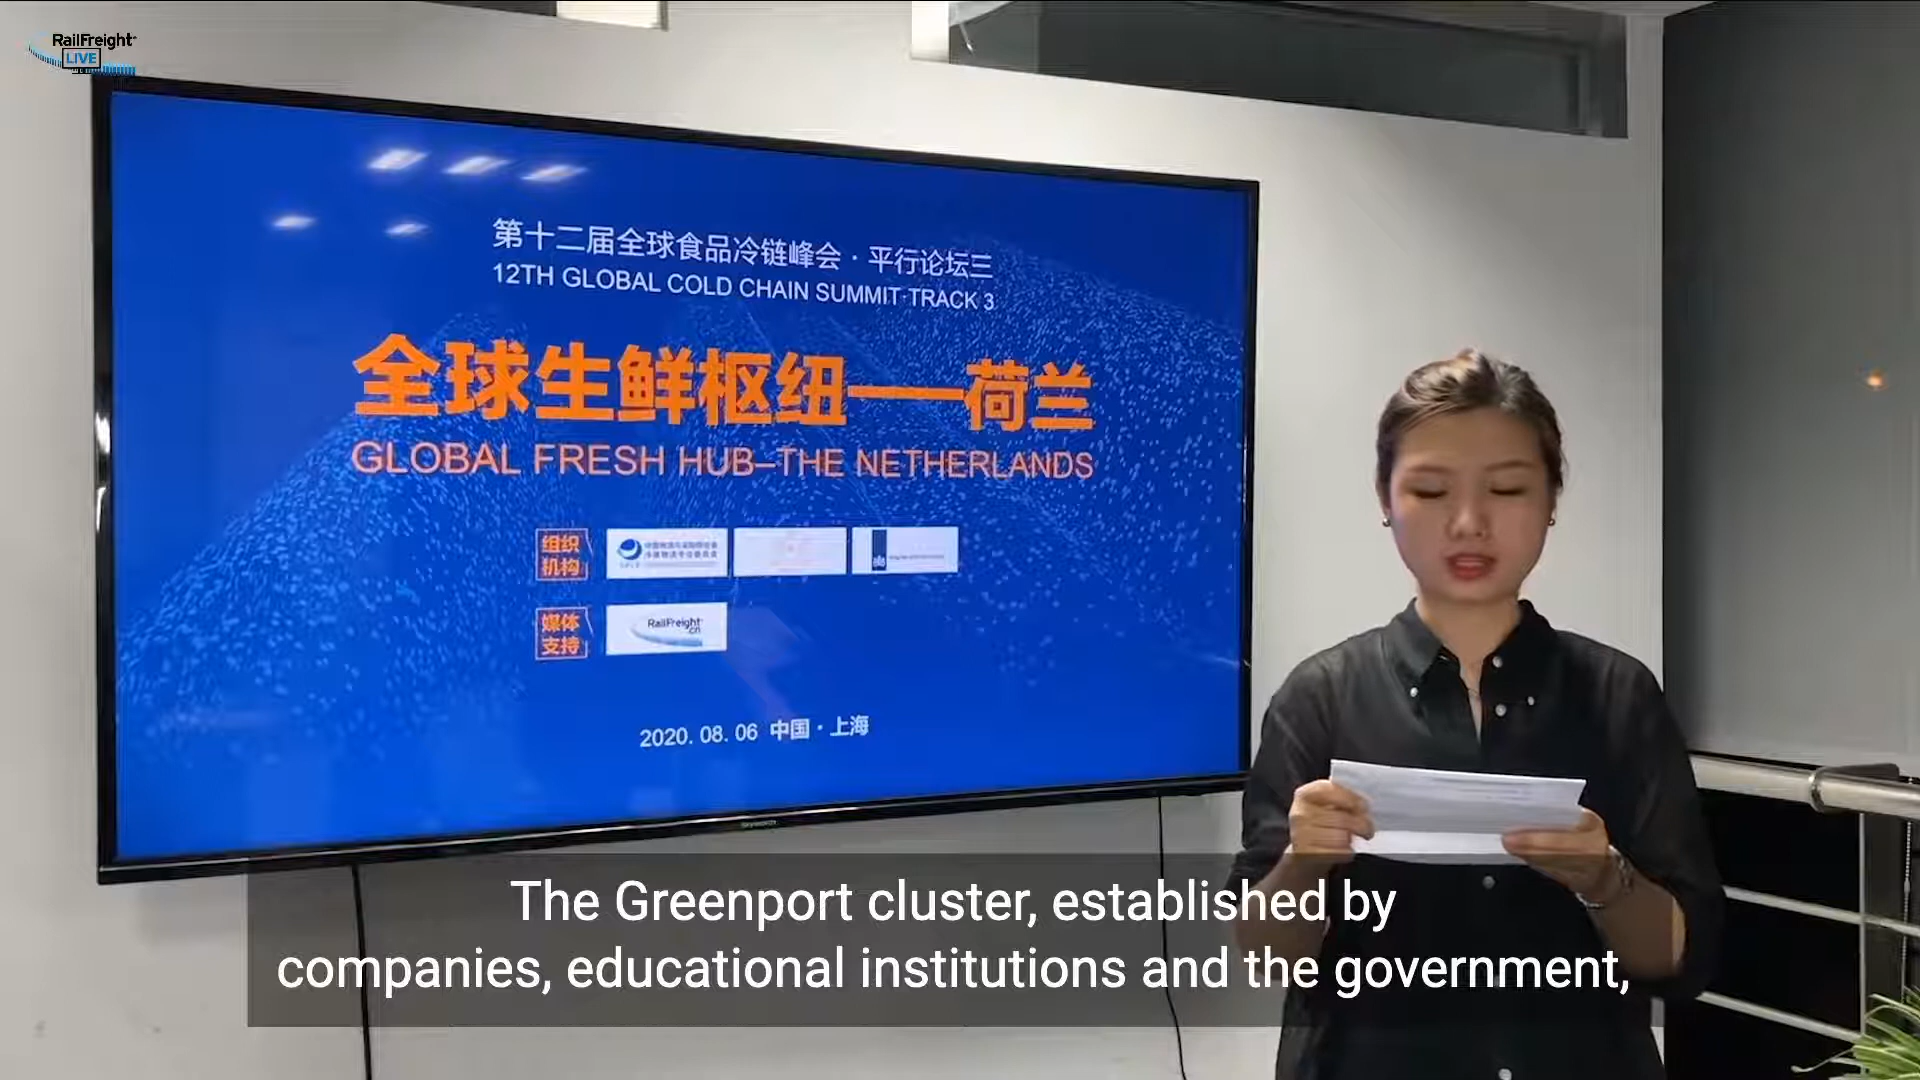 RailFreight
LIVE
第十二届全球食品冷链峰会·平行论坛三
12TH GLOBAL COLD CHAIN SUMMIT·TRACK 3
全球生鲜枢纽——荷兰
GLOBAL FRESH HUB–THE NETHERLANDS
组织
机构
媒体
支持
RailFreight
.cn
2020. 08. 06 中国·上海
Skyworth
The Greenport cluster, established by
companies, educational institutions and the government,